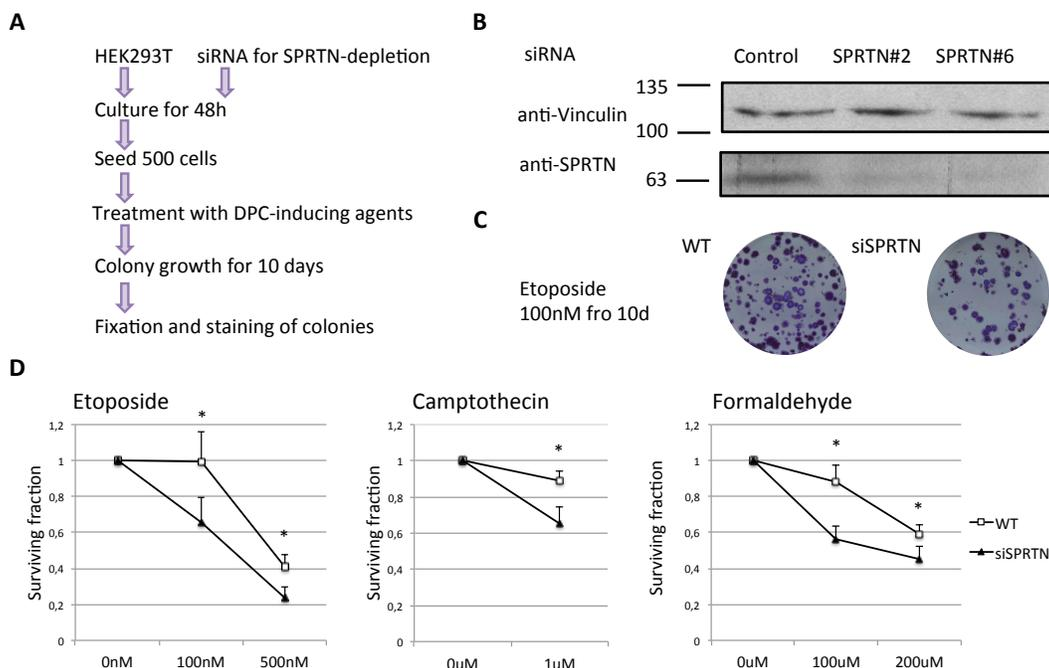 A
HEK293T siRNA for SPRTN-depletion
Culture for 48h
Seed 500 cells
Treatment with DPC-inducing agents
Colony growth for 10 days
Fixation and staining of colonies
B
siRNA Control SPRTN#2 SPRTN#6
135
anti-Vinculin
100
anti-SPRTN
63
C
WT siSPRTN
Etoposide
100nM fro 10d
D
Etoposide
Surviving fraction
1,2
1
0,8
0,6
0,4
0,2
0
* *
0nM 100nM 500nM
Camptothecin
Surviving fraction
1,2
1
0,8
0,6
0,4
0,2
0
*
0uM 1uM
Formaldehyde
Surviving fraction
1,2
1
0,8
0,6
0,4
0,2
0
* *
0uM 100uM 200uM
WT
siSPRTN